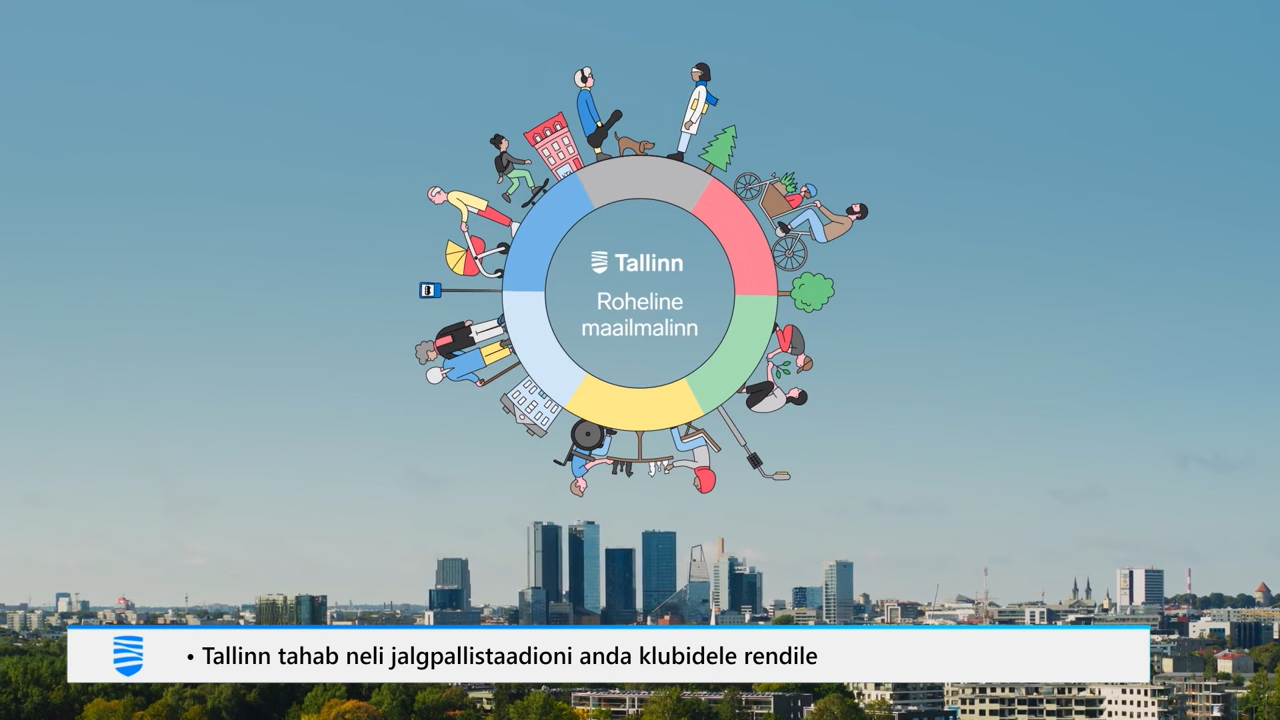 Tallinn
Roheline
maailmalinn
• Tallinn tahab neli jalgpallistaadioni anda klubidele rendile